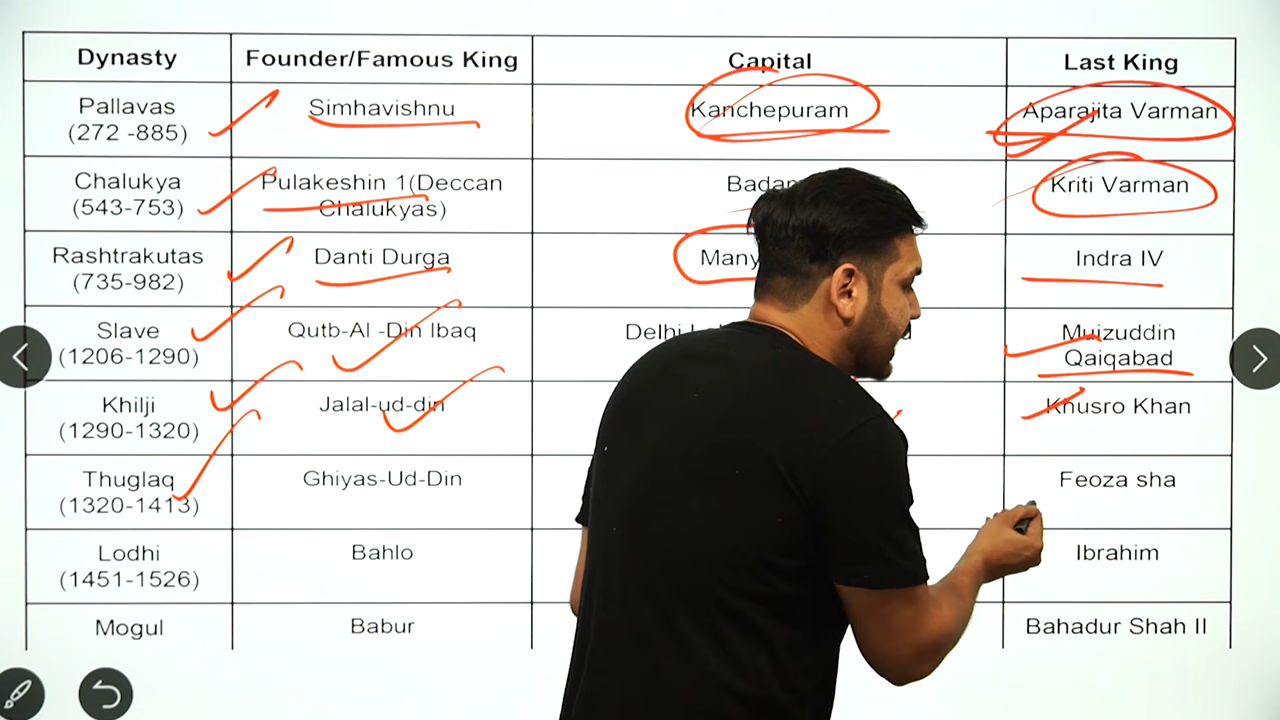 Dynasty
Founder/Famous King
Capital
Last King
Pallavas
(272 -885)
Simhavishnu
Kanchepuram
Aparajita Varman
Chalukya
(543-753)
Pulakeshin 1(Deccan
Chalukyas)
Kriti Varman
Rashtrakutas
(735-982)
Danti Durga
Indra IV
Slave
(1206-1290)
Qutb-Al -Din Ibaq
Delhi
Muizuddin
Qaiqabad
Khilji
(1290-1320)
Jalal-ud-din
Khusro Khan
Thuglaq
(1320-1413)
Ghiyas-Ud-Din
Feoza sha
Lodhi
(1451-1526)
Bahlo
Ibrahim
Mogul
Babur
Bahadur Shah II